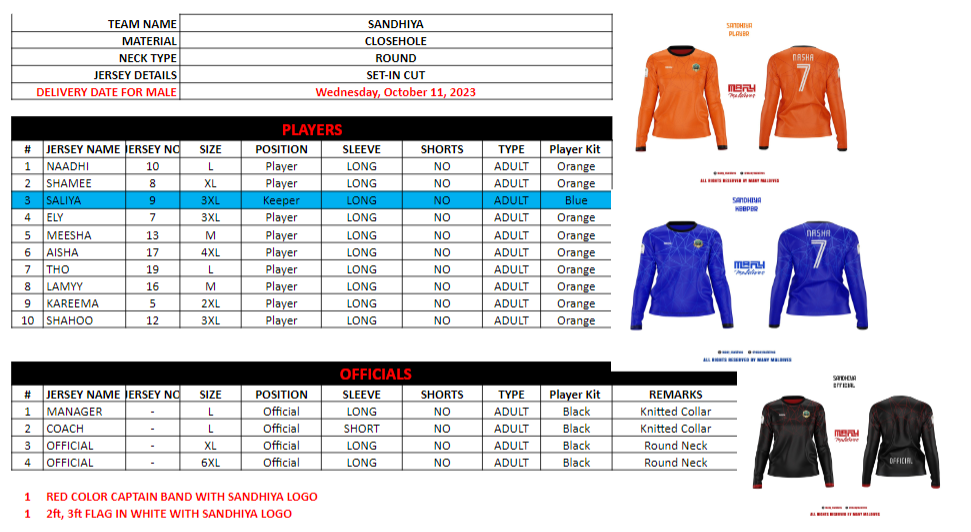 TEAM NAME SANDHIYA
MATERIAL CLOSEHOLE
NECK TYPE ROUND
JERSEY DETAILS SET-IN CUT
DELIVERY DATE FOR MALE Wednesday, October 11, 2023
PLAYERS
# JERSEY NAME JERSEY NO SIZE POSITION SLEEVE SHORTS TYPE Player Kit
1 NAADHI 10 L Player LONG NO ADULT Orange
2 SHAMEE 8 XL Player LONG NO ADULT Orange
3 SALIYA 9 3XL Keeper LONG NO ADULT Blue
4 ELY 7 3XL Player LONG NO ADULT Orange
5 MEESHA 13 M Player LONG NO ADULT Orange
6 AISHA 17 4XL Player LONG NO ADULT Orange
7 THO 19 L Player LONG NO ADULT Orange
8 LAMYY 16 M Player LONG NO ADULT Orange
9 KAREEMA 5 2XL Player LONG NO ADULT Orange
10 SHAHOO 12 3XL Player LONG NO ADULT Orange
OFFICIALS
# JERSEY NAME JERSEY NO SIZE POSITION SLEEVE SHORTS TYPE Player Kit REMARKS
1 MANAGER - L Official LONG NO ADULT Black Knitted Collar
2 COACH - L Official SHORT NO ADULT Black Knitted Collar
3 OFFICIAL - XL Official LONG NO ADULT Black Round Neck
4 OFFICIAL - 6XL Official LONG NO ADULT Black Round Neck
1 RED COLOR CAPTAIN BAND WITH SANDHIYA LOGO
1 2ft, 3ft FLAG IN WHITE WITH SANDHIYA LOGO
SANDHIYA
PLAYER
NASHA
7
Maldives
ALL RIGHTS RESERVED BY MARY MALDIVES
SANDHIYA
KEEPER
NASHA
7
Maldives
ALL RIGHTS RESERVED BY MARY MALDIVES
SANDHIYA
OFFICIAL
Maldives
OFFICIAL
ALL RIGHTS RESERVED BY MARY MALDIVES